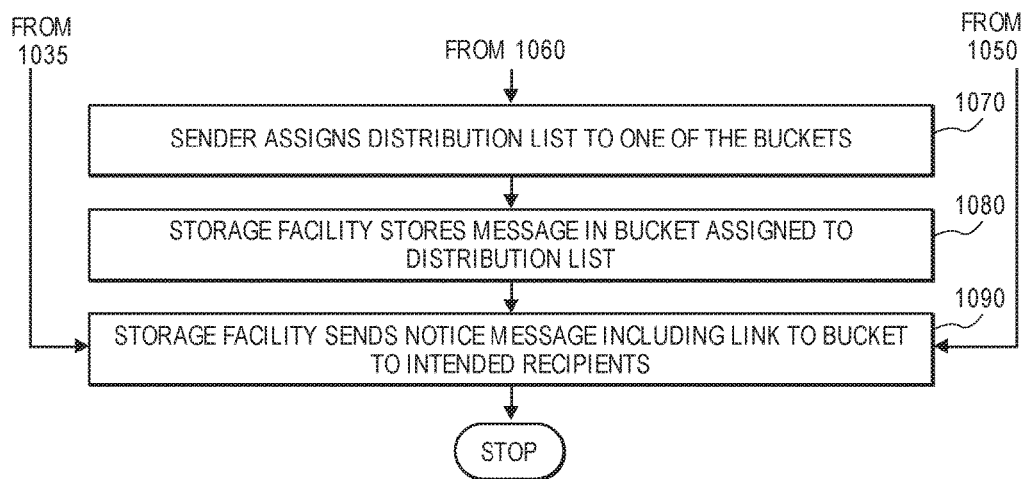 FROM
1035
FROM 1060
FROM
1050
1070
SENDER ASSIGNS DISTRIBUTION LIST TO ONE OF THE BUCKETS
1080
STORAGE FACILITY STORES MESSAGE IN BUCKET ASSIGNED TO
DISTRIBUTION LIST
1090
STORAGE FACILITY SENDS NOTICE MESSAGE INCLUDING LINK TO BUCKET
TO INTENDED RECIPIENTS
STOP